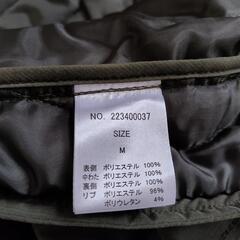 NO. 223400037
SIZE
M
表側 ポリエステル 100%
中わた ポリエステル 100%
裏側 ポリエステル 100%
リブ ポリエステル 96%
ポリウレタン 4%